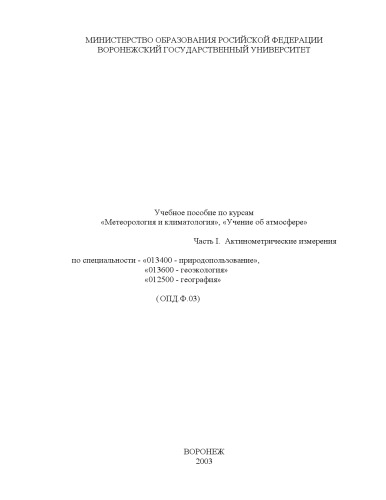 МИНИСТЕРСТВО ОБРАЗОВАНИЯ РОСИЙСКОЙ ФЕДЕРАЦИИ
ВОРОНЕЖСКИЙ ГОСУДАРСТВЕННЫЙ УНИВЕРСИТЕТ
Учебное пособие по курсам
«Метеорология и климатология», «Учение об атмосфере»
Часть I. Актинометрические измерения
по специальности - «013400 - природопользование»,
«013600 - геоэкология»
«012500 - география»
( ОПД.Ф.03)
ВОРОНЕЖ
2003